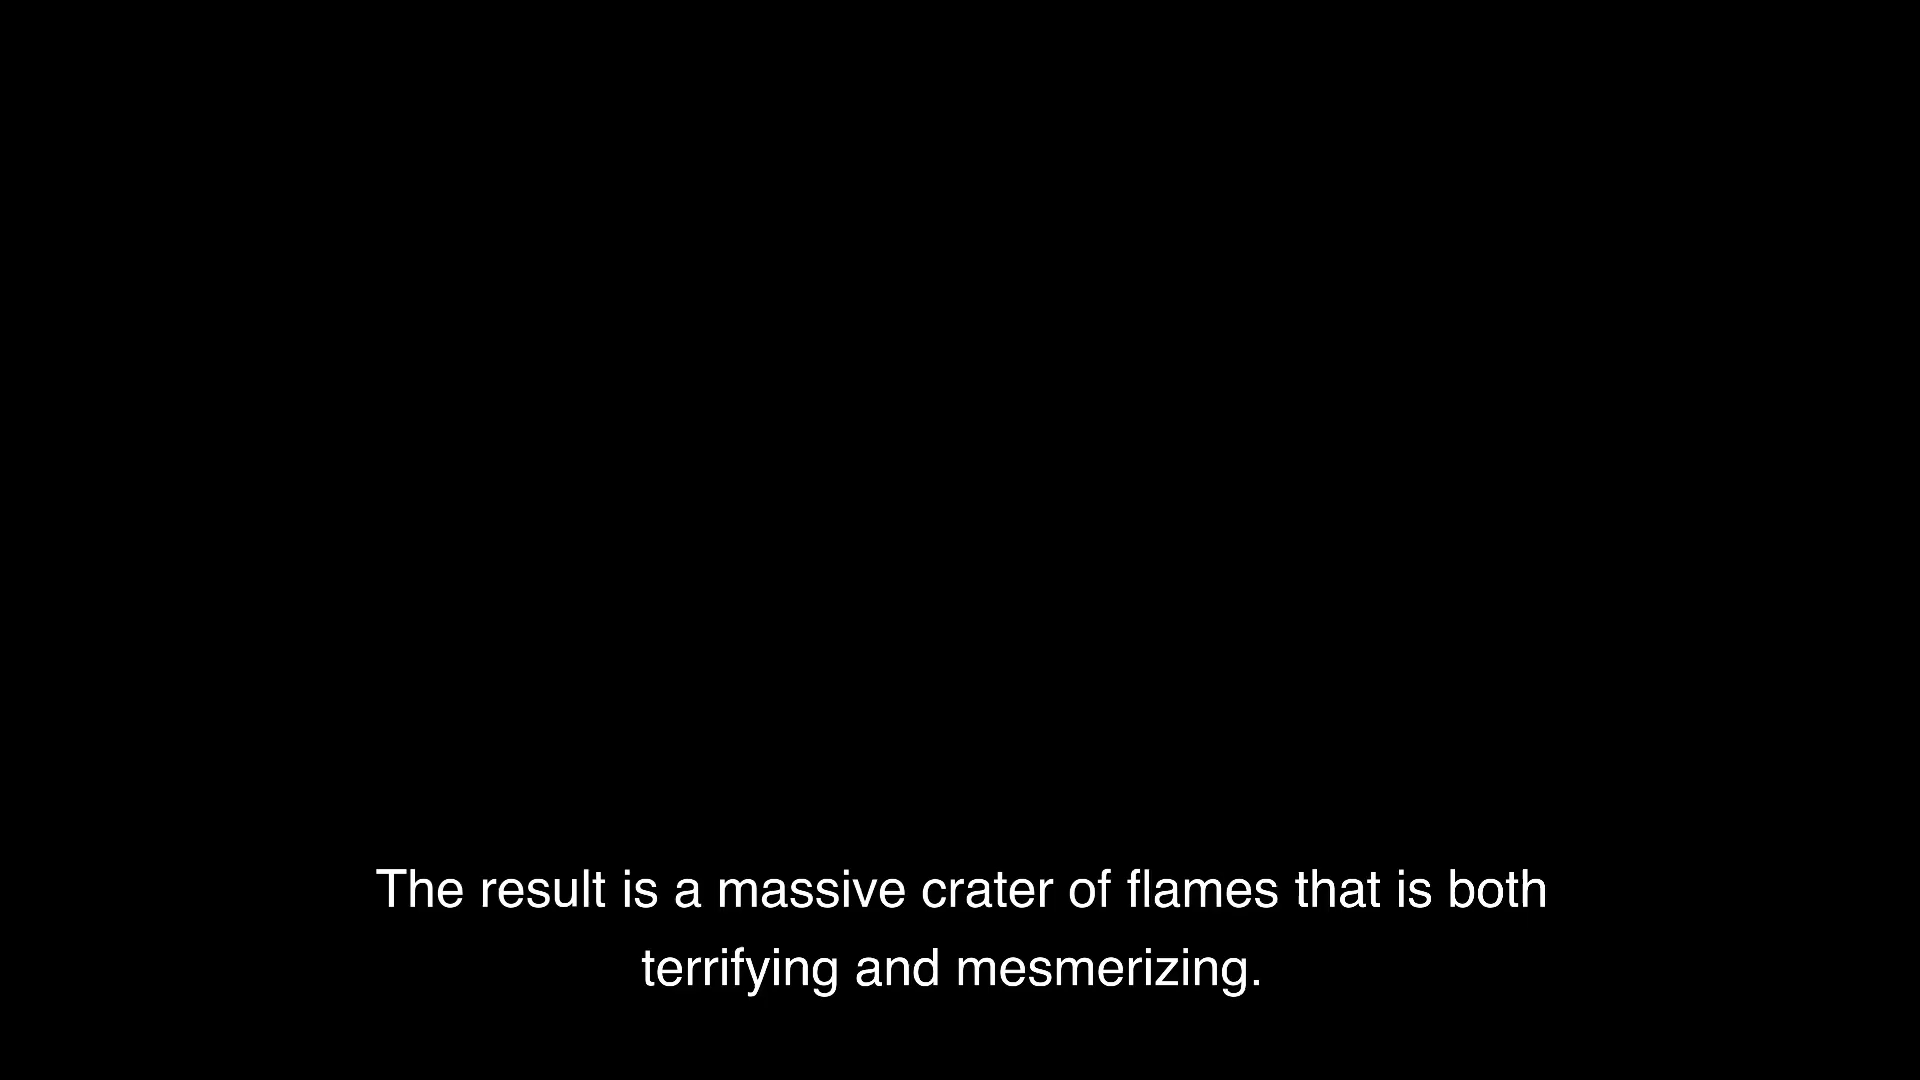 The result is a massive crater of flames that is both
terrifying and mesmerizing.